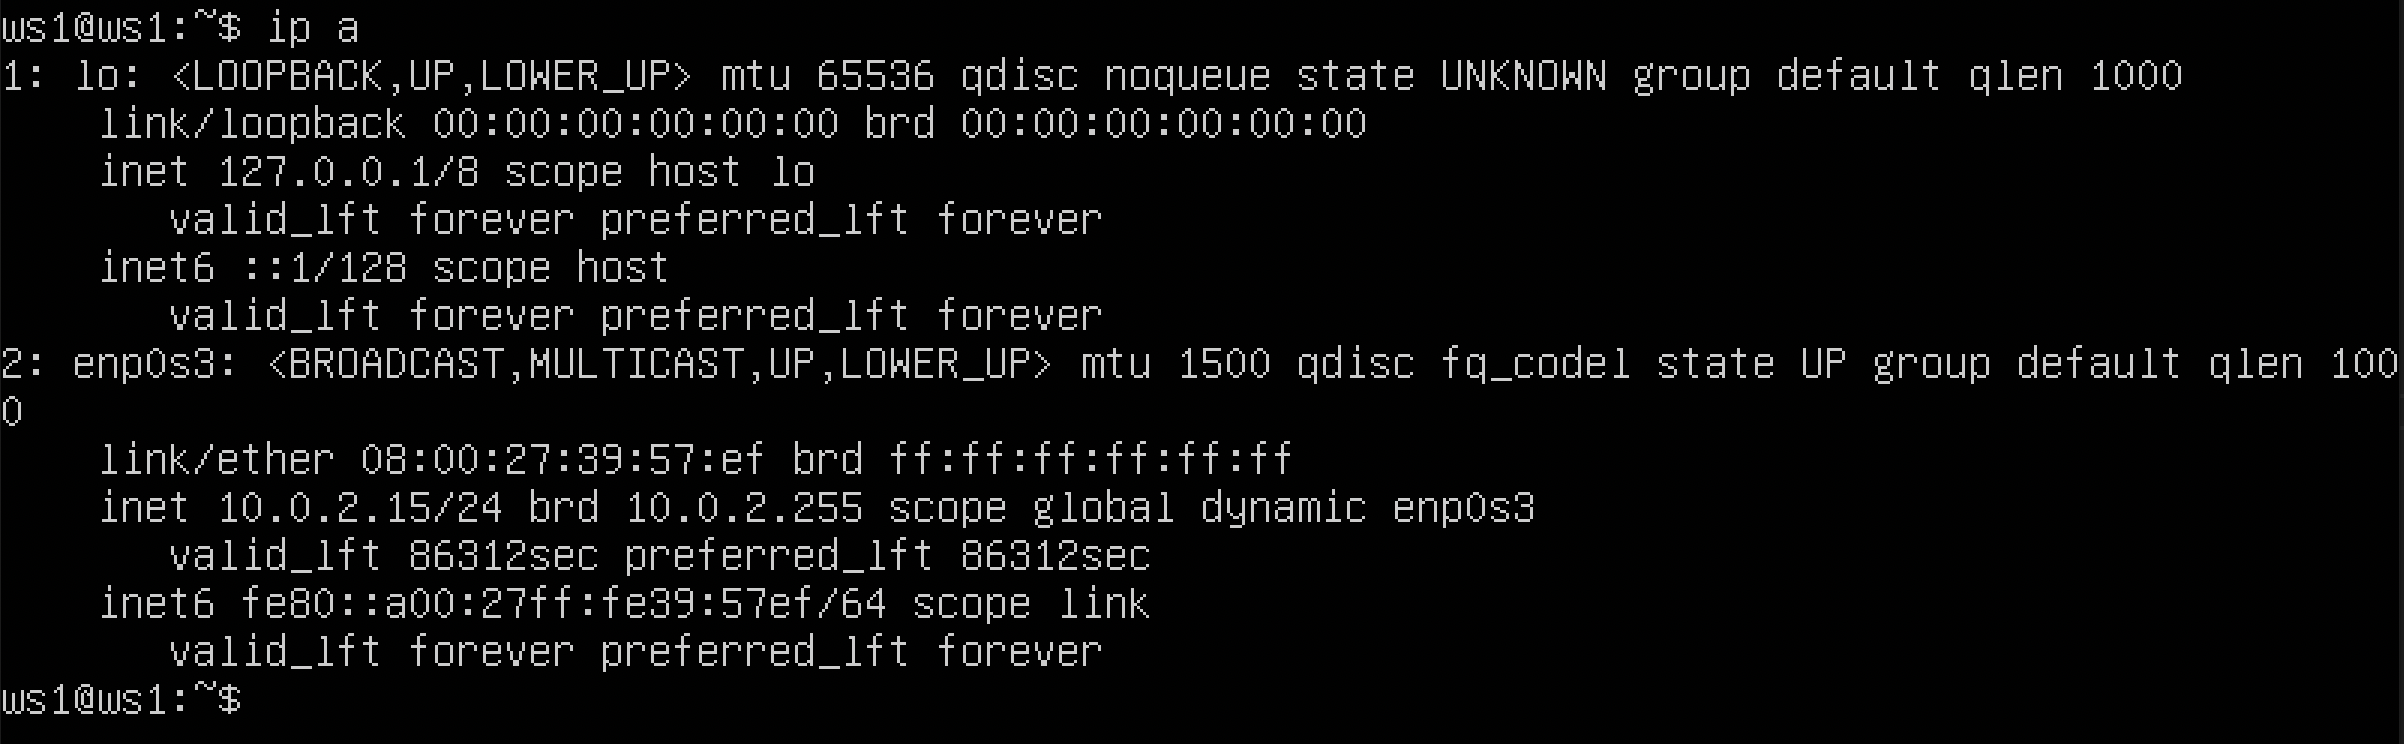 ws1@ws1:~$ ip a
1: lo: <LOOPBACK,UP,LOWER_UP> mtu 65536 qdisc noqueue state UNKNOWN group default qlen 1000
    link/loopback 00:00:00:00:00:00 brd 00:00:00:00:00:00
    inet 127.0.0.1/8 scope host lo
       valid_lft forever preferred_lft forever
    inet6 ::1/128 scope host
       valid_lft forever preferred_lft forever
2: enp0s3: <BROADCAST,MULTICAST,UP,LOWER_UP> mtu 1500 qdisc fq_codel state UP group default qlen 100
0
    link/ether 08:00:27:39:57:ef brd ff:ff:ff:ff:ff:ff
    inet 10.0.2.15/24 brd 10.0.2.255 scope global dynamic enp0s3
       valid_lft 86312sec preferred_lft 86312sec
    inet6 fe80::a00:27ff:fe39:57ef/64 scope link
       valid_lft forever preferred_lft forever
ws1@ws1:~$